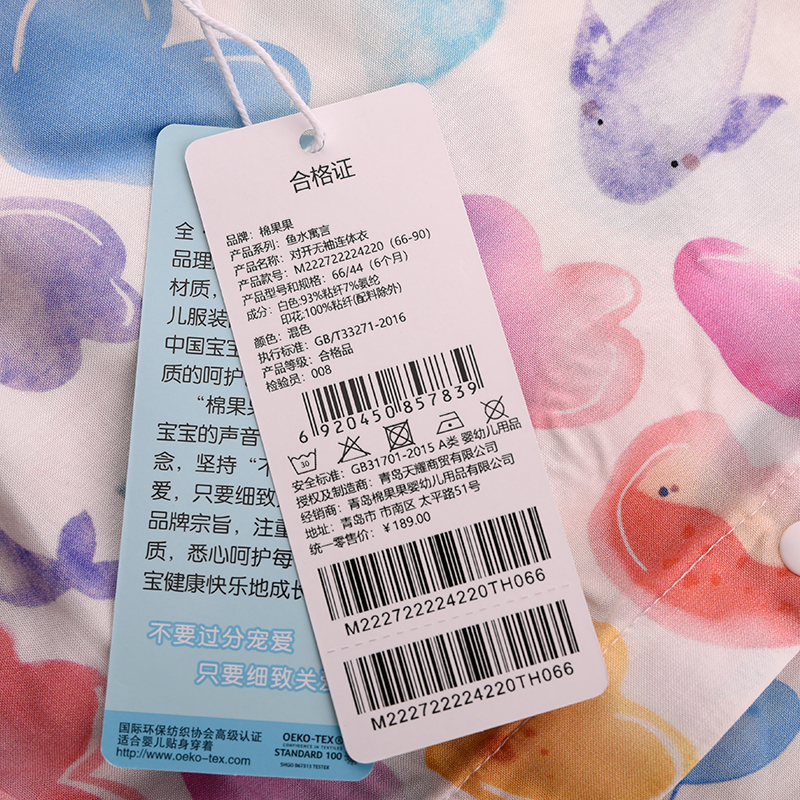 合格证
品牌：棉果果
产品系列：鱼水寓言
产品名称：对开无袖连体衣
产品款号：M222722224220（66-90）
产品型号和规格：66/44（6个月）
成分：白色:93%粘纤7%氨纶
印花:100%粘纤(配料除外)
颜色：混色
执行标准：GB/T33271-2016
产品等级：合格品
检验员：008
6 920450 857839
30
安全标准：GB31701-2015 A类 婴幼儿用品
授权及制造商：青岛天耀商贸有限公司
经销商：青岛棉果果婴幼儿用品有限公司
地址：青岛市 市南区 太平路51号
统一零售价：￥189.00
M222722224220TH066
M222722224220TH066
全
品理
材质，
儿服装
中国宝宝
质的呵护
“棉果果
宝宝的声音
念，坚持“不
爱，只要细致
品牌宗旨，注重
质，悉心呵护每
宝健康快乐地成长
不要过分宠爱
只要细致关爱
国际环保纺织协会高级认证
适合婴儿贴身穿着
http://www.oeko-tex.com
OEKO-TEX®
CONFIDENCE IN TEXTILES
STANDARD 100
SHGO 067513 TESTEX